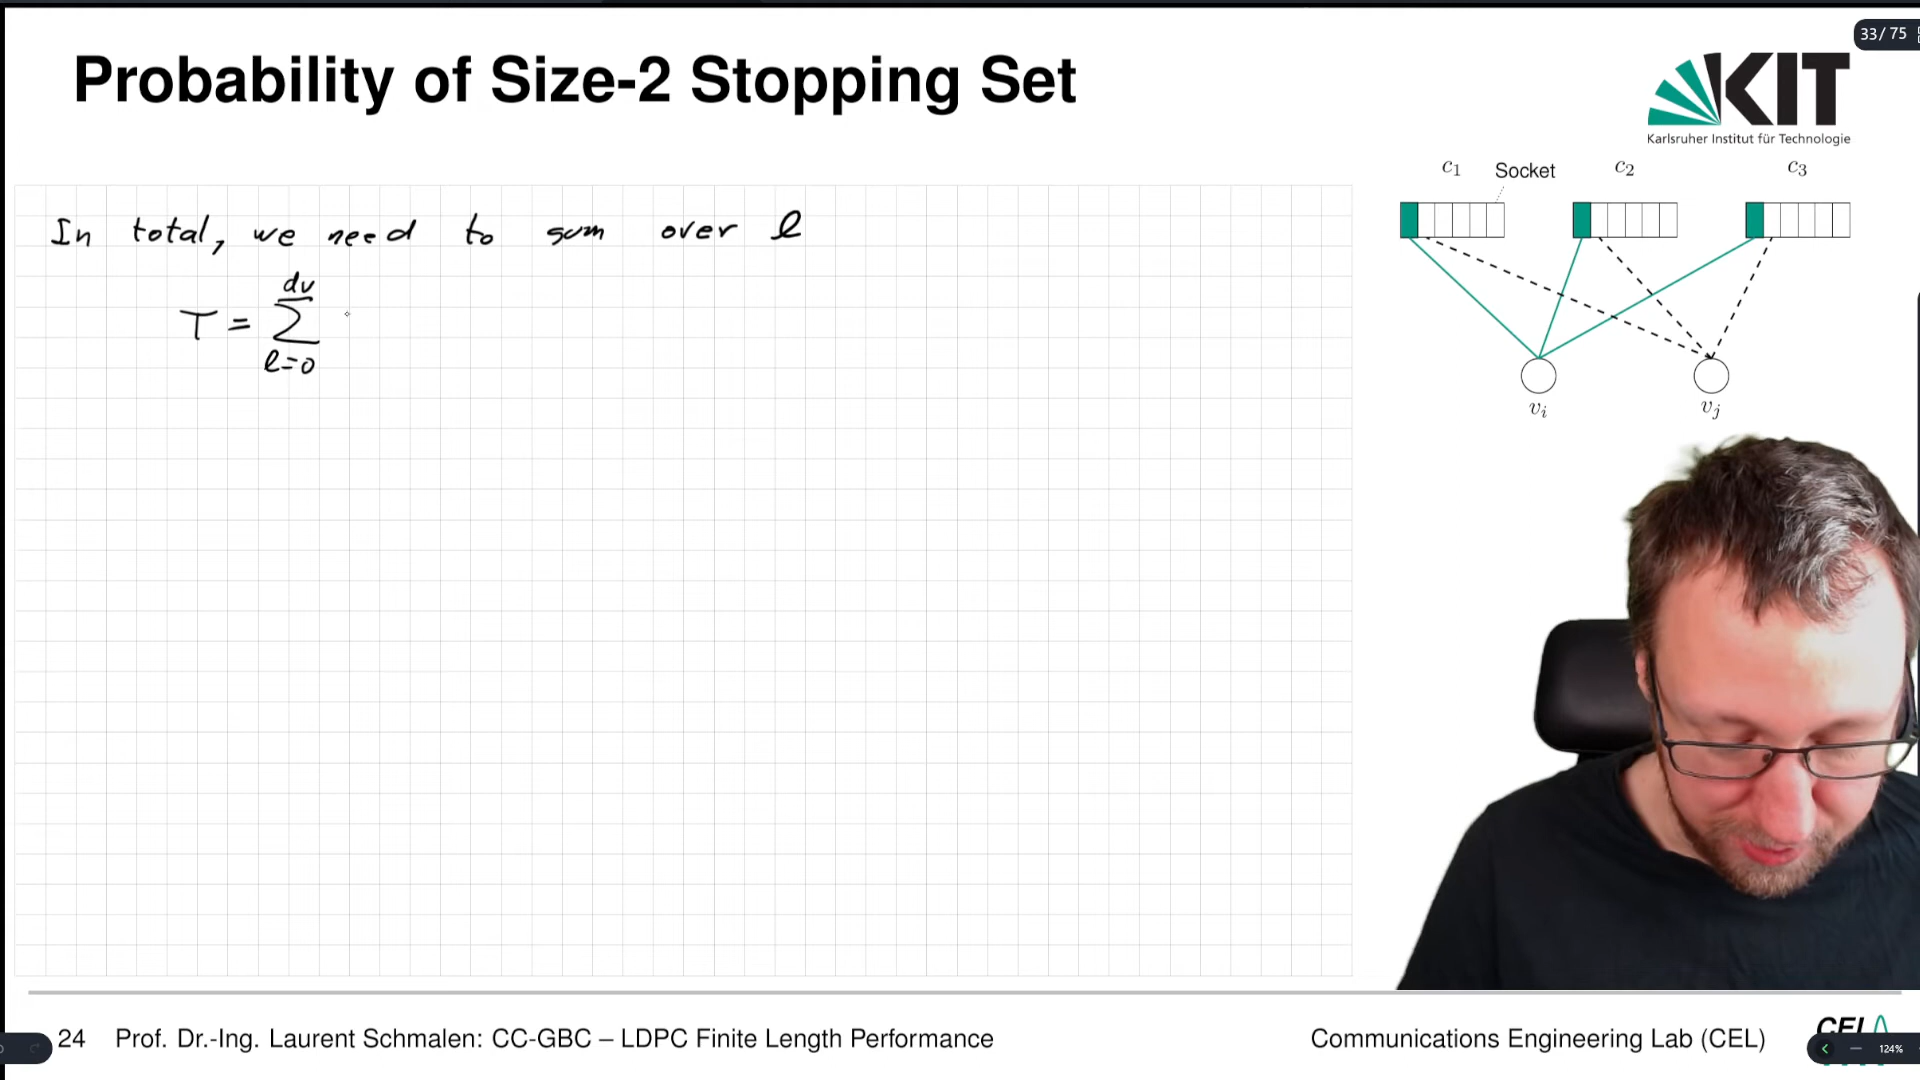 33/ 75
Probability of Size-2 Stopping Set
KIT
Karlsruher Institut für Technologie
c1 Socket c2 c3
In total, we need to sum over ℓ
dv
T = ∑
ℓ=0
vi vj
24 Prof. Dr.-Ing. Laurent Schmalen: CC-GBC – LDPC Finite Length Performance
Communications Engineering Lab (CEL)
CEL
124%